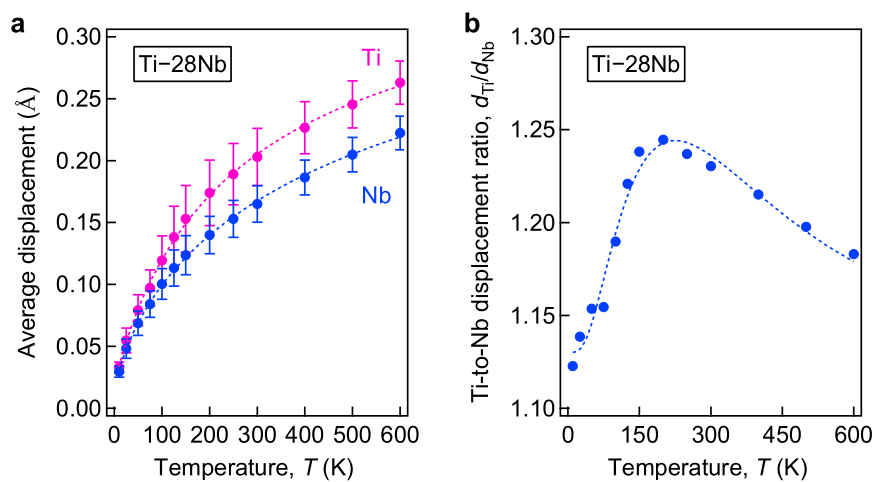 a
0.30
0.25
0.20
0.15
0.10
0.05
0.00
Average displacement (Å)
Ti−28Nb
Ti
Nb
0 100 200 300 400 500 600
Temperature, T (K)
b
1.30
1.25
1.20
1.15
1.10
Ti-to-Nb displacement ratio, dTi/dNb
Ti−28Nb
0 150 300 450 600
Temperature, T (K)